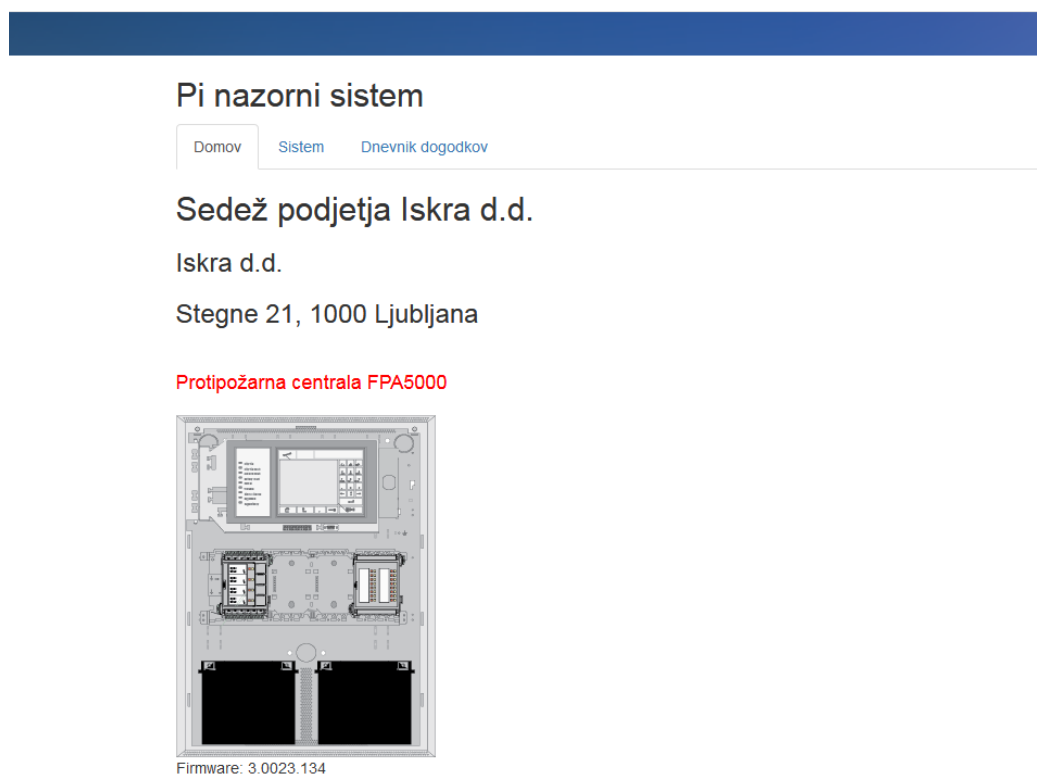 Pi nazorni sistem
Domov Sistem Dnevnik dogodkov
Sedež podjetja Iskra d.d.
Iskra d.d.
Stegne 21, 1000 Ljubljana
Protipožarna centrala FPA5000
Firmware: 3.0023.134